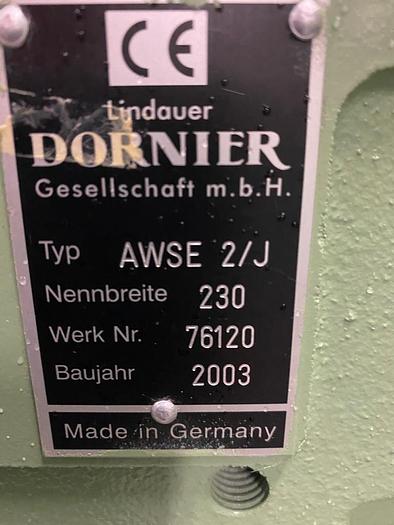 CE
Lindauer
DORNIER
Gesellschaft m.b.H.
Typ AWSE 2/J
Nennbreite 230
Werk Nr. 76120
Baujahr 2003
Made in Germany